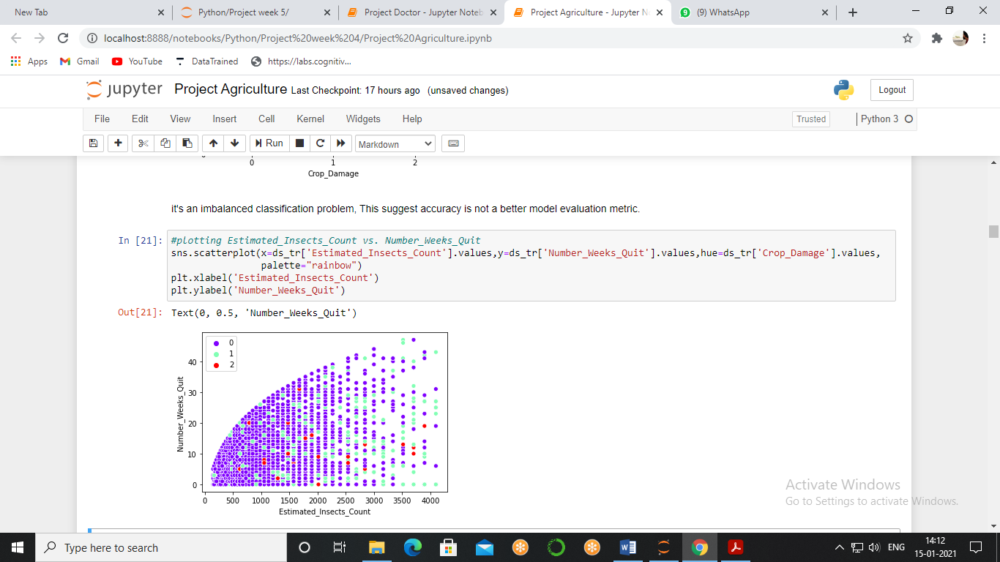 New Tab
Python/Project week 5/
Project Doctor - Jupyter Noteb
Project Agriculture - Jupyter N
9 (9) WhatsApp
localhost:8888/notebooks/Python/Project%20week%204/Project%20Agriculture.ipynb
Apps Gmail YouTube DataTrained https://labs.cognitiv...
jupyter Project Agriculture Last Checkpoint: 17 hours ago (unsaved changes) Logout
File Edit View Insert Cell Kernel Widgets Help Trusted Python 3
Run Markdown
0 1 2
Crop_Damage
it's an imbalanced classification problem, This suggest accuracy is not a better model evaluation metric.
In [21]: #plotting Estimated_Insects_Count vs. Number_Weeks_Quit
sns.scatterplot(x=ds_tr['Estimated_Insects_Count'].values,y=ds_tr['Number_Weeks_Quit'].values,hue=ds_tr['Crop_Damage'].values,
palette="rainbow")
plt.xlabel('Estimated_Insects_Count')
plt.ylabel('Number_Weeks_Quit')
Out[21]: Text(0, 0.5, 'Number_Weeks_Quit')
0
1
2
40
30
20
10
0
Number_Weeks_Quit
0 500 1000 1500 2000 2500 3000 3500 4000
Estimated_Insects_Count
Activate Windows
Go to Settings to activate Windows.
Type here to search
ENG
14:12
15-01-2021